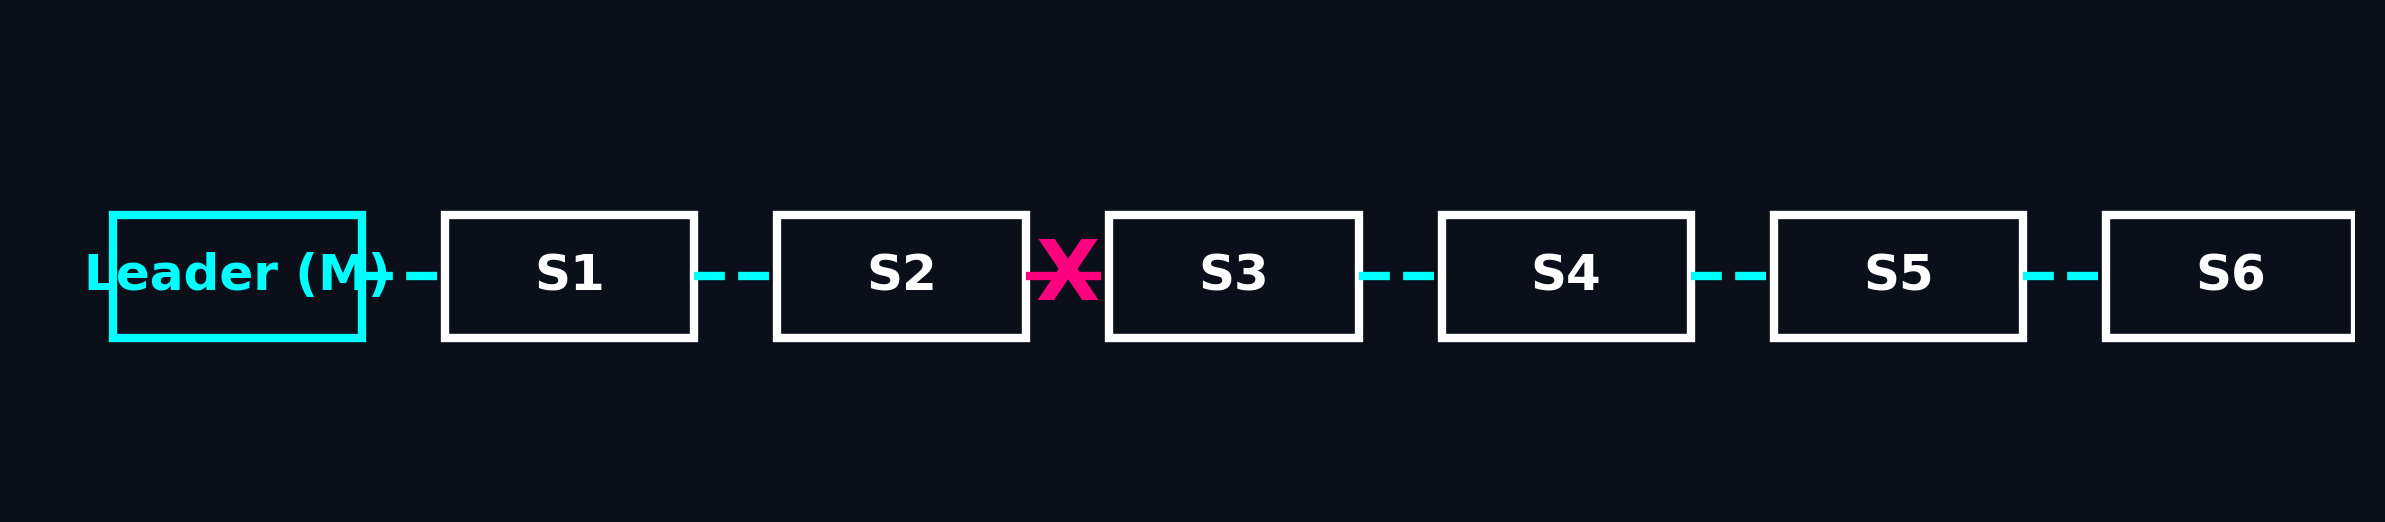 Leader (M) S1 S2 X S3 S4 S5 S6